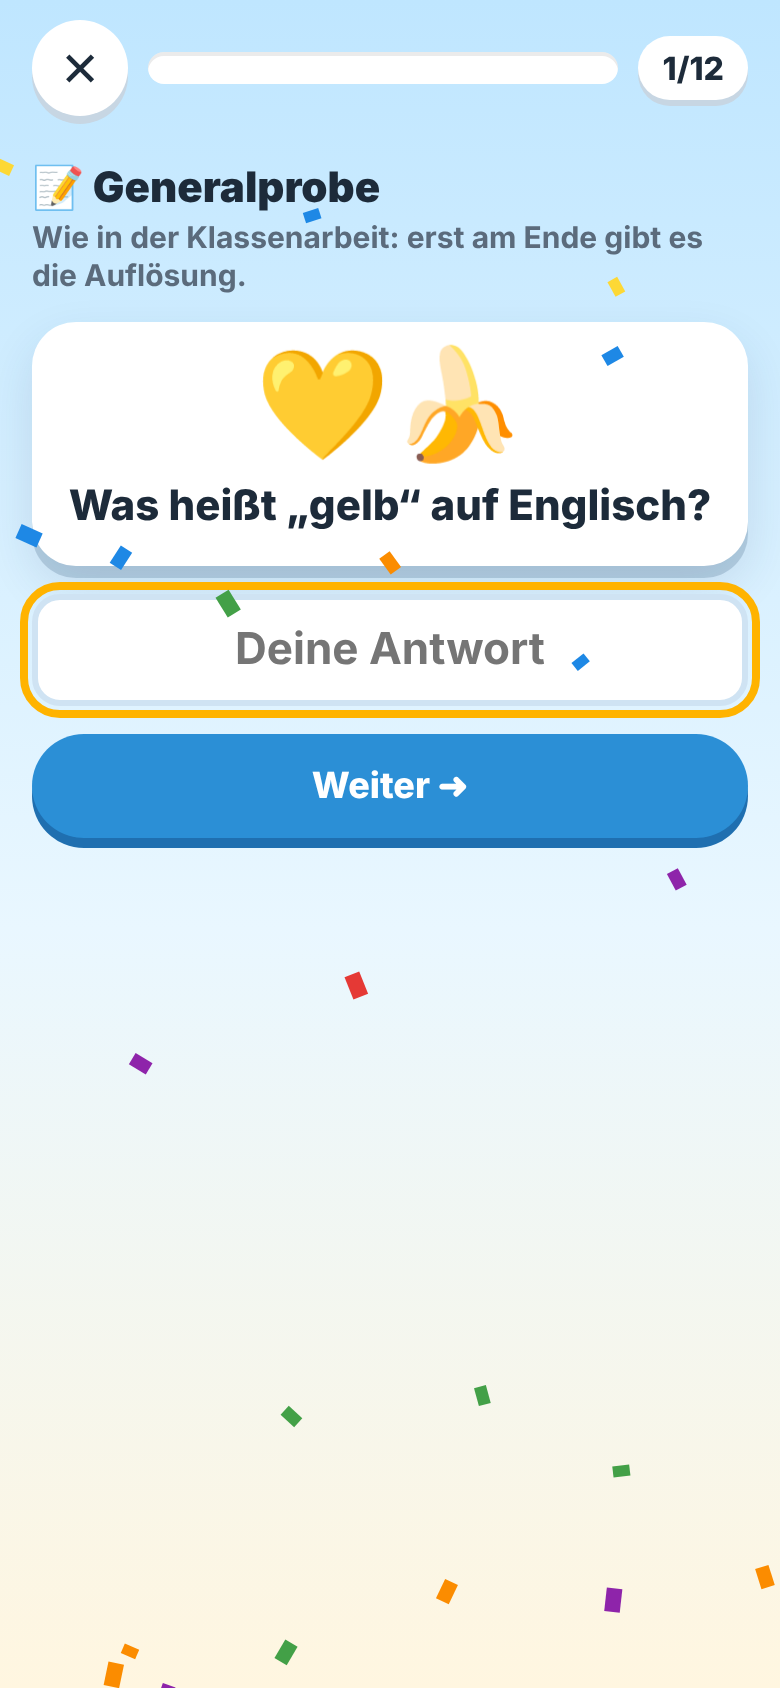 ✕
1/12
📝 Generalprobe
Wie in der Klassenarbeit: erst am Ende gibt es
die Auflösung.
Was heißt „gelb“ auf Englisch?
Deine Antwort
Weiter ➜